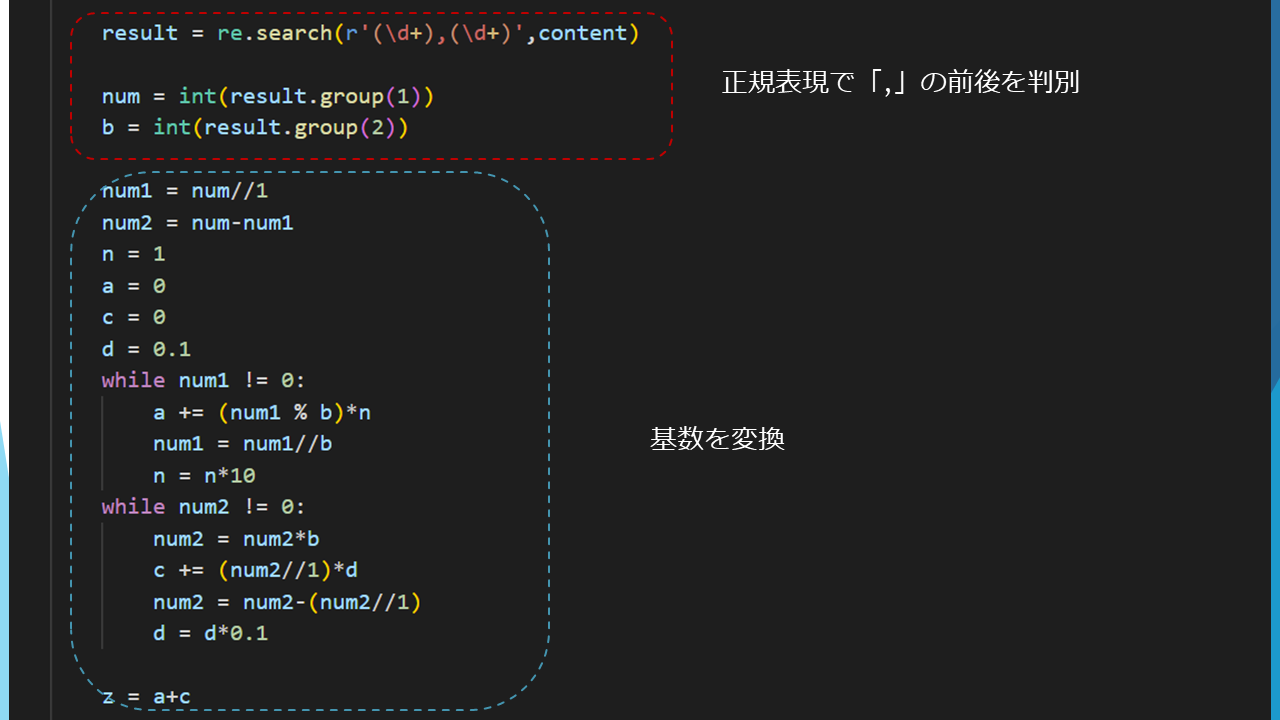 result = re.search(r'(\d+),(\d+)',content)
num = int(result.group(1))
b = int(result.group(2))
正規表現で「,」の前後を判別
num1 = num//1
num2 = num-num1
n = 1
a = 0
c = 0
d = 0.1
while num1 != 0:
    a += (num1 % b)*n
    num1 = num1//b
    n = n*10
while num2 != 0:
    num2 = num2*b
    c += (num2//1)*d
    num2 = num2-(num2//1)
    d = d*0.1
z = a+c
基数を変換